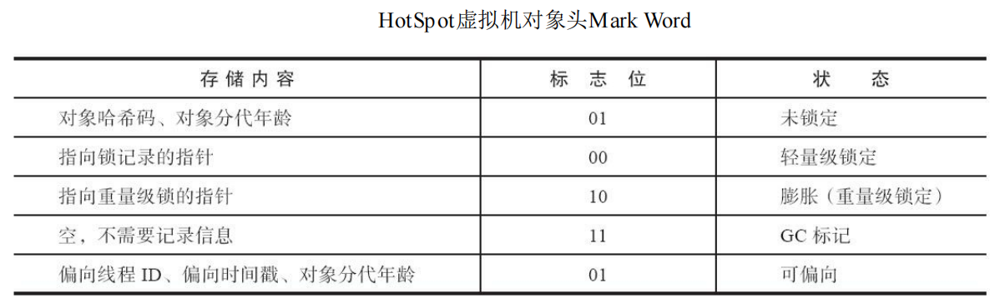 HotSpot虚拟机对象头Mark Word
存储内容 标志位 状态
对象哈希码、对象分代年龄 01 未锁定
指向锁记录的指针 00 轻量级锁定
指向重量级锁的指针 10 膨胀（重量级锁定）
空，不需要记录信息 11 GC 标记
偏向线程 ID、偏向时间戳、对象分代年龄 01 可偏向